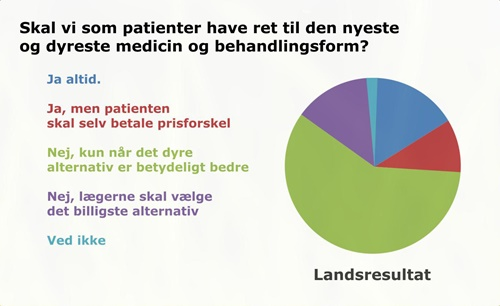 Skal vi som patienter have ret til den nyeste
og dyreste medicin og behandlingsform?
Ja altid.
Ja, men patienten
skal selv betale prisforskel
Nej, kun når det dyre
alternativ er betydeligt bedre
Nej, lægerne skal vælge
det billigste alternativ
Ved ikke
Landsresultat